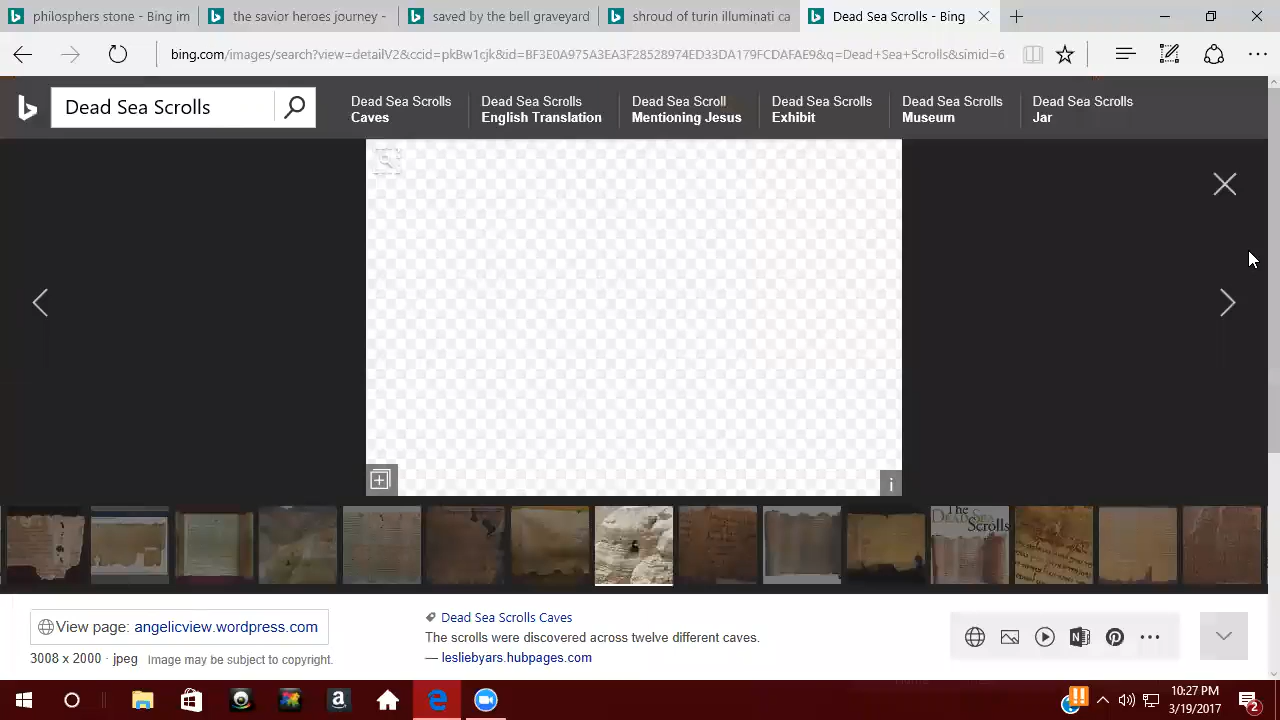 philosphers stone - Bing im
the savior heroes journey -
saved by the bell graveyard
shroud of turin illuminati ca
Dead Sea Scrolls - Bing
bing.com/images/search?view=detailV2&ccid=pkBw1cjk&id=BF3E0A975A3EA3F28528974ED33DA179FCDAFAE9&q=Dead+Sea+Scrolls&simid=6
Dead Sea Scrolls
Dead Sea Scrolls
Caves
Dead Sea Scrolls
English Translation
Dead Sea Scroll
Mentioning Jesus
Dead Sea Scrolls
Exhibit
Dead Sea Scrolls
Museum
Dead Sea Scrolls
Jar
The
DEAD SEA
Scrolls
View page: angelicview.wordpress.com
3008 x 2000 · jpeg Image may be subject to copyright.
Dead Sea Scrolls Caves
The scrolls were discovered across twelve different caves.
— lesliebyars.hubpages.com
10:27 PM
3/19/2017
2